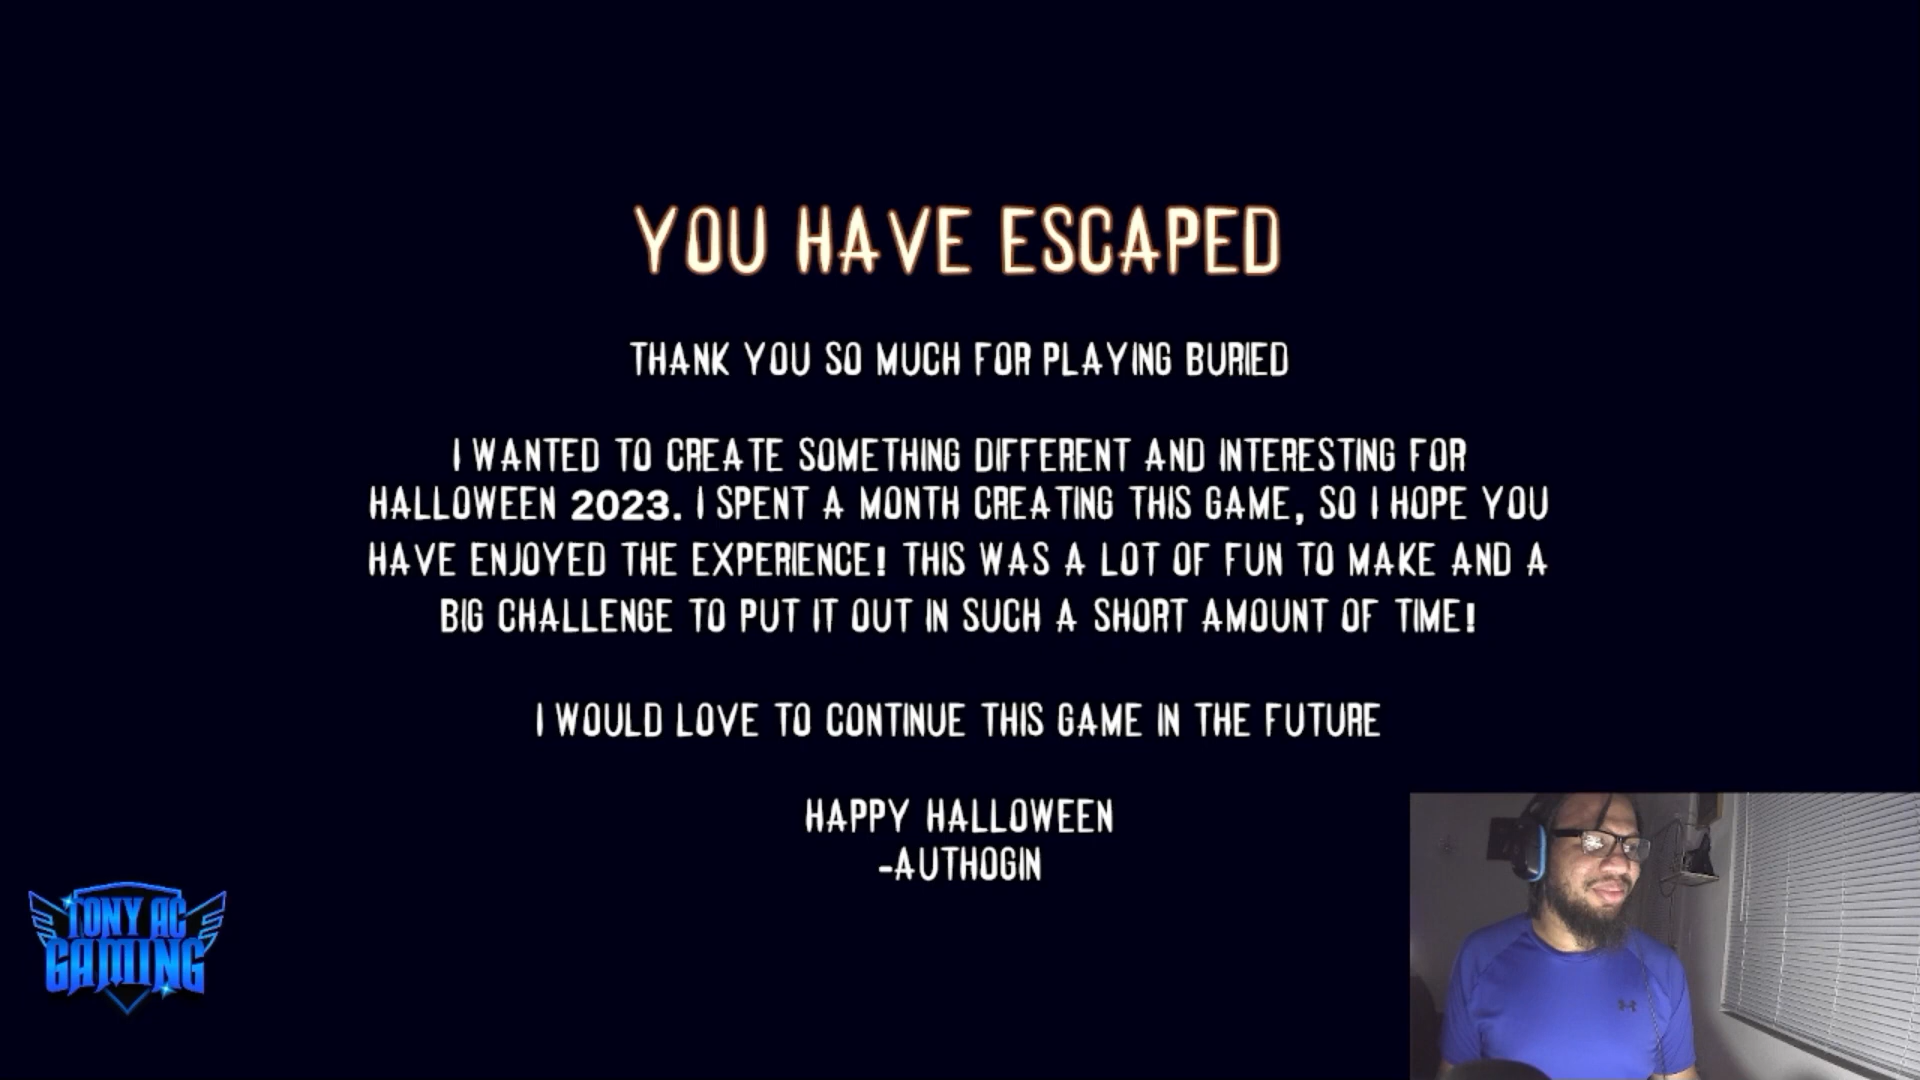 YOU HAVE ESCAPED
THANK YOU SO MUCH FOR PLAYING BURIED
I WANTED TO CREATE SOMETHING DIFFERENT AND INTERESTING FOR
HALLOWEEN 2023. I SPENT A MONTH CREATING THIS GAME, SO I HOPE YOU
HAVE ENJOYED THE EXPERIENCE! THIS WAS A LOT OF FUN TO MAKE AND A
BIG CHALLENGE TO PUT IT OUT IN SUCH A SHORT AMOUNT OF TIME!
I WOULD LOVE TO CONTINUE THIS GAME IN THE FUTURE
HAPPY HALLOWEEN
-AUTHOGIN
TONY AC
GAMING